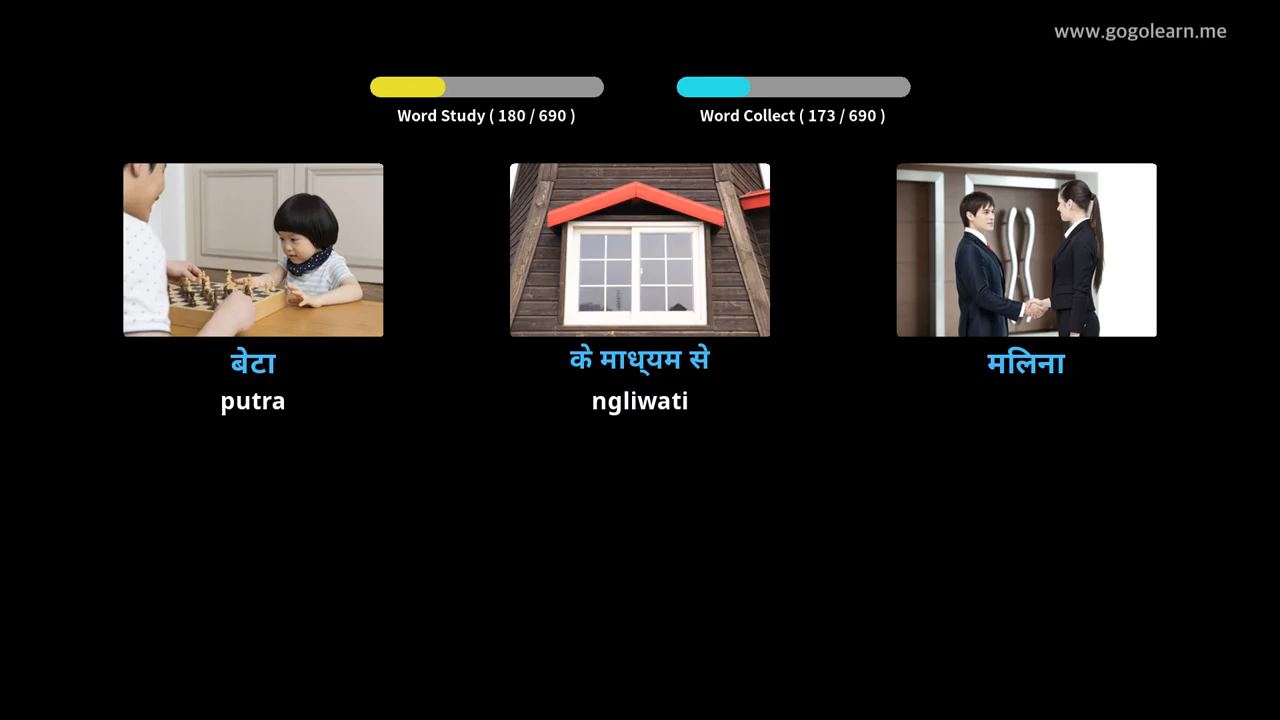 www.gogolearn.me
Word Study ( 180 / 690 )
Word Collect ( 173 / 690 )
बेटा
के माध्यम से
मलिना
putra
ngliwati